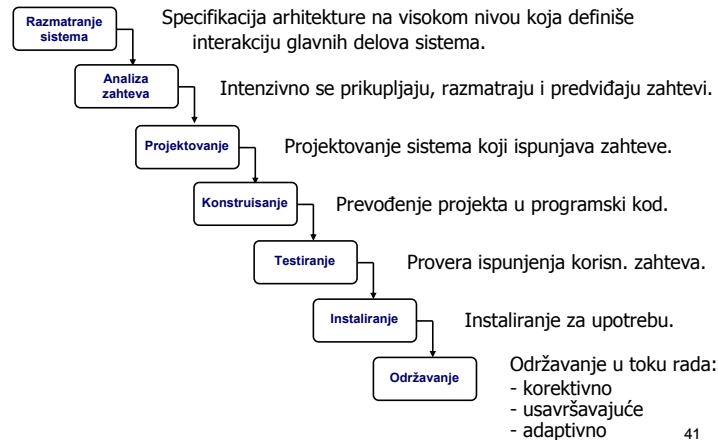 Razmatranje
sistema
Specifikacija arhitekture na visokom nivou koja definiše
interakciju glavnih delova sistema.
Analiza
zahteva
Intenzivno se prikupljaju, razmatraju i predviđaju zahtevi.
Projektovanje
Projektovanje sistema koji ispunjava zahteve.
Konstruisanje
Prevođenje projekta u programski kod.
Testiranje
Provera ispunjenja korisn. zahteva.
Instaliranje
Instaliranje za upotrebu.
Održavanje
Održavanje u toku rada:
- korektivno
- usavršavajuće
- adaptivno
41